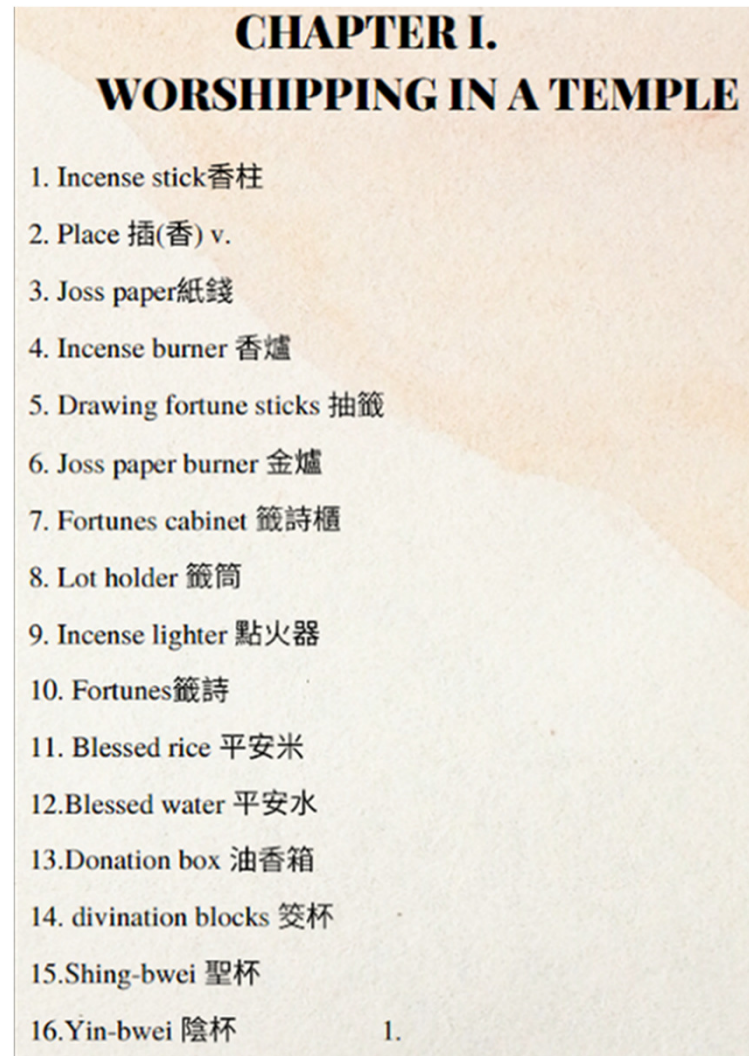 CHAPTER I.
WORSHIPPING IN A TEMPLE
1. Incense stick香柱
2. Place 插(香) v.
3. Joss paper紙錢
4. Incense burner 香爐
5. Drawing fortune sticks 抽籤
6. Joss paper burner 金爐
7. Fortunes cabinet 籤詩櫃
8. Lot holder 籤筒
9. Incense lighter 點火器
10. Fortunes籤詩
11. Blessed rice 平安米
12.Blessed water 平安水
13.Donation box 油香箱
14. divination blocks 筊杯
15.Shing-bwei 聖杯
16.Yin-bwei 陰杯 1.